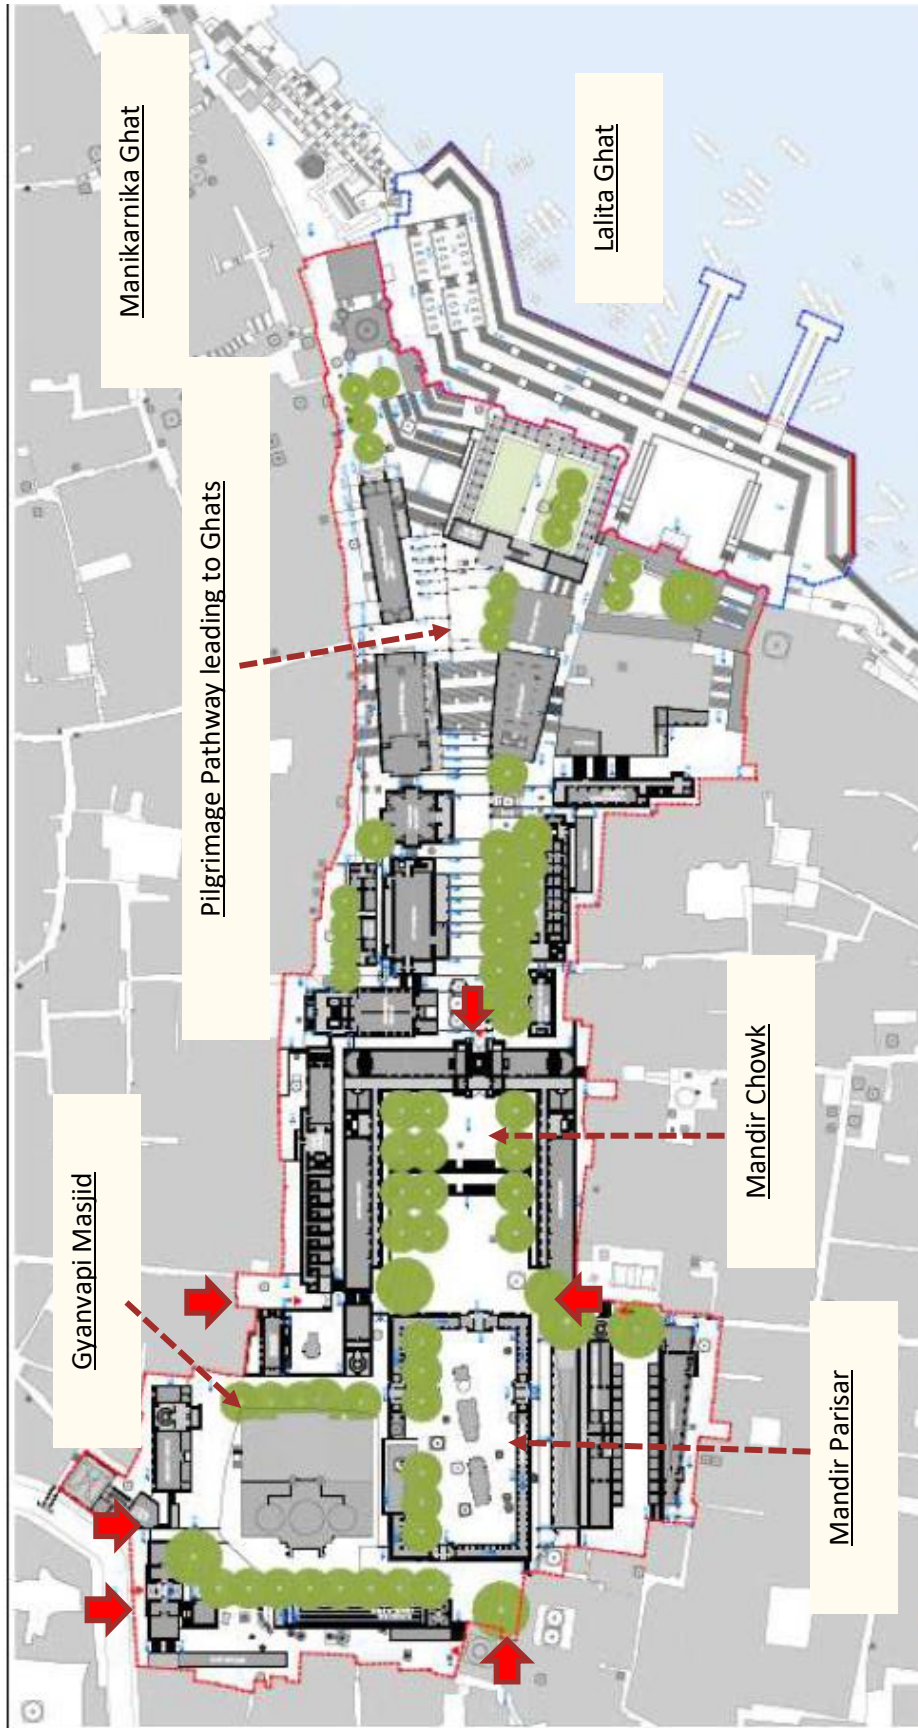 Manikarnika Ghat
Lalita Ghat
Pilgrimage Pathway leading to Ghats
Gyanvapi Masjid
Mandir Chowk
Mandir Parisar